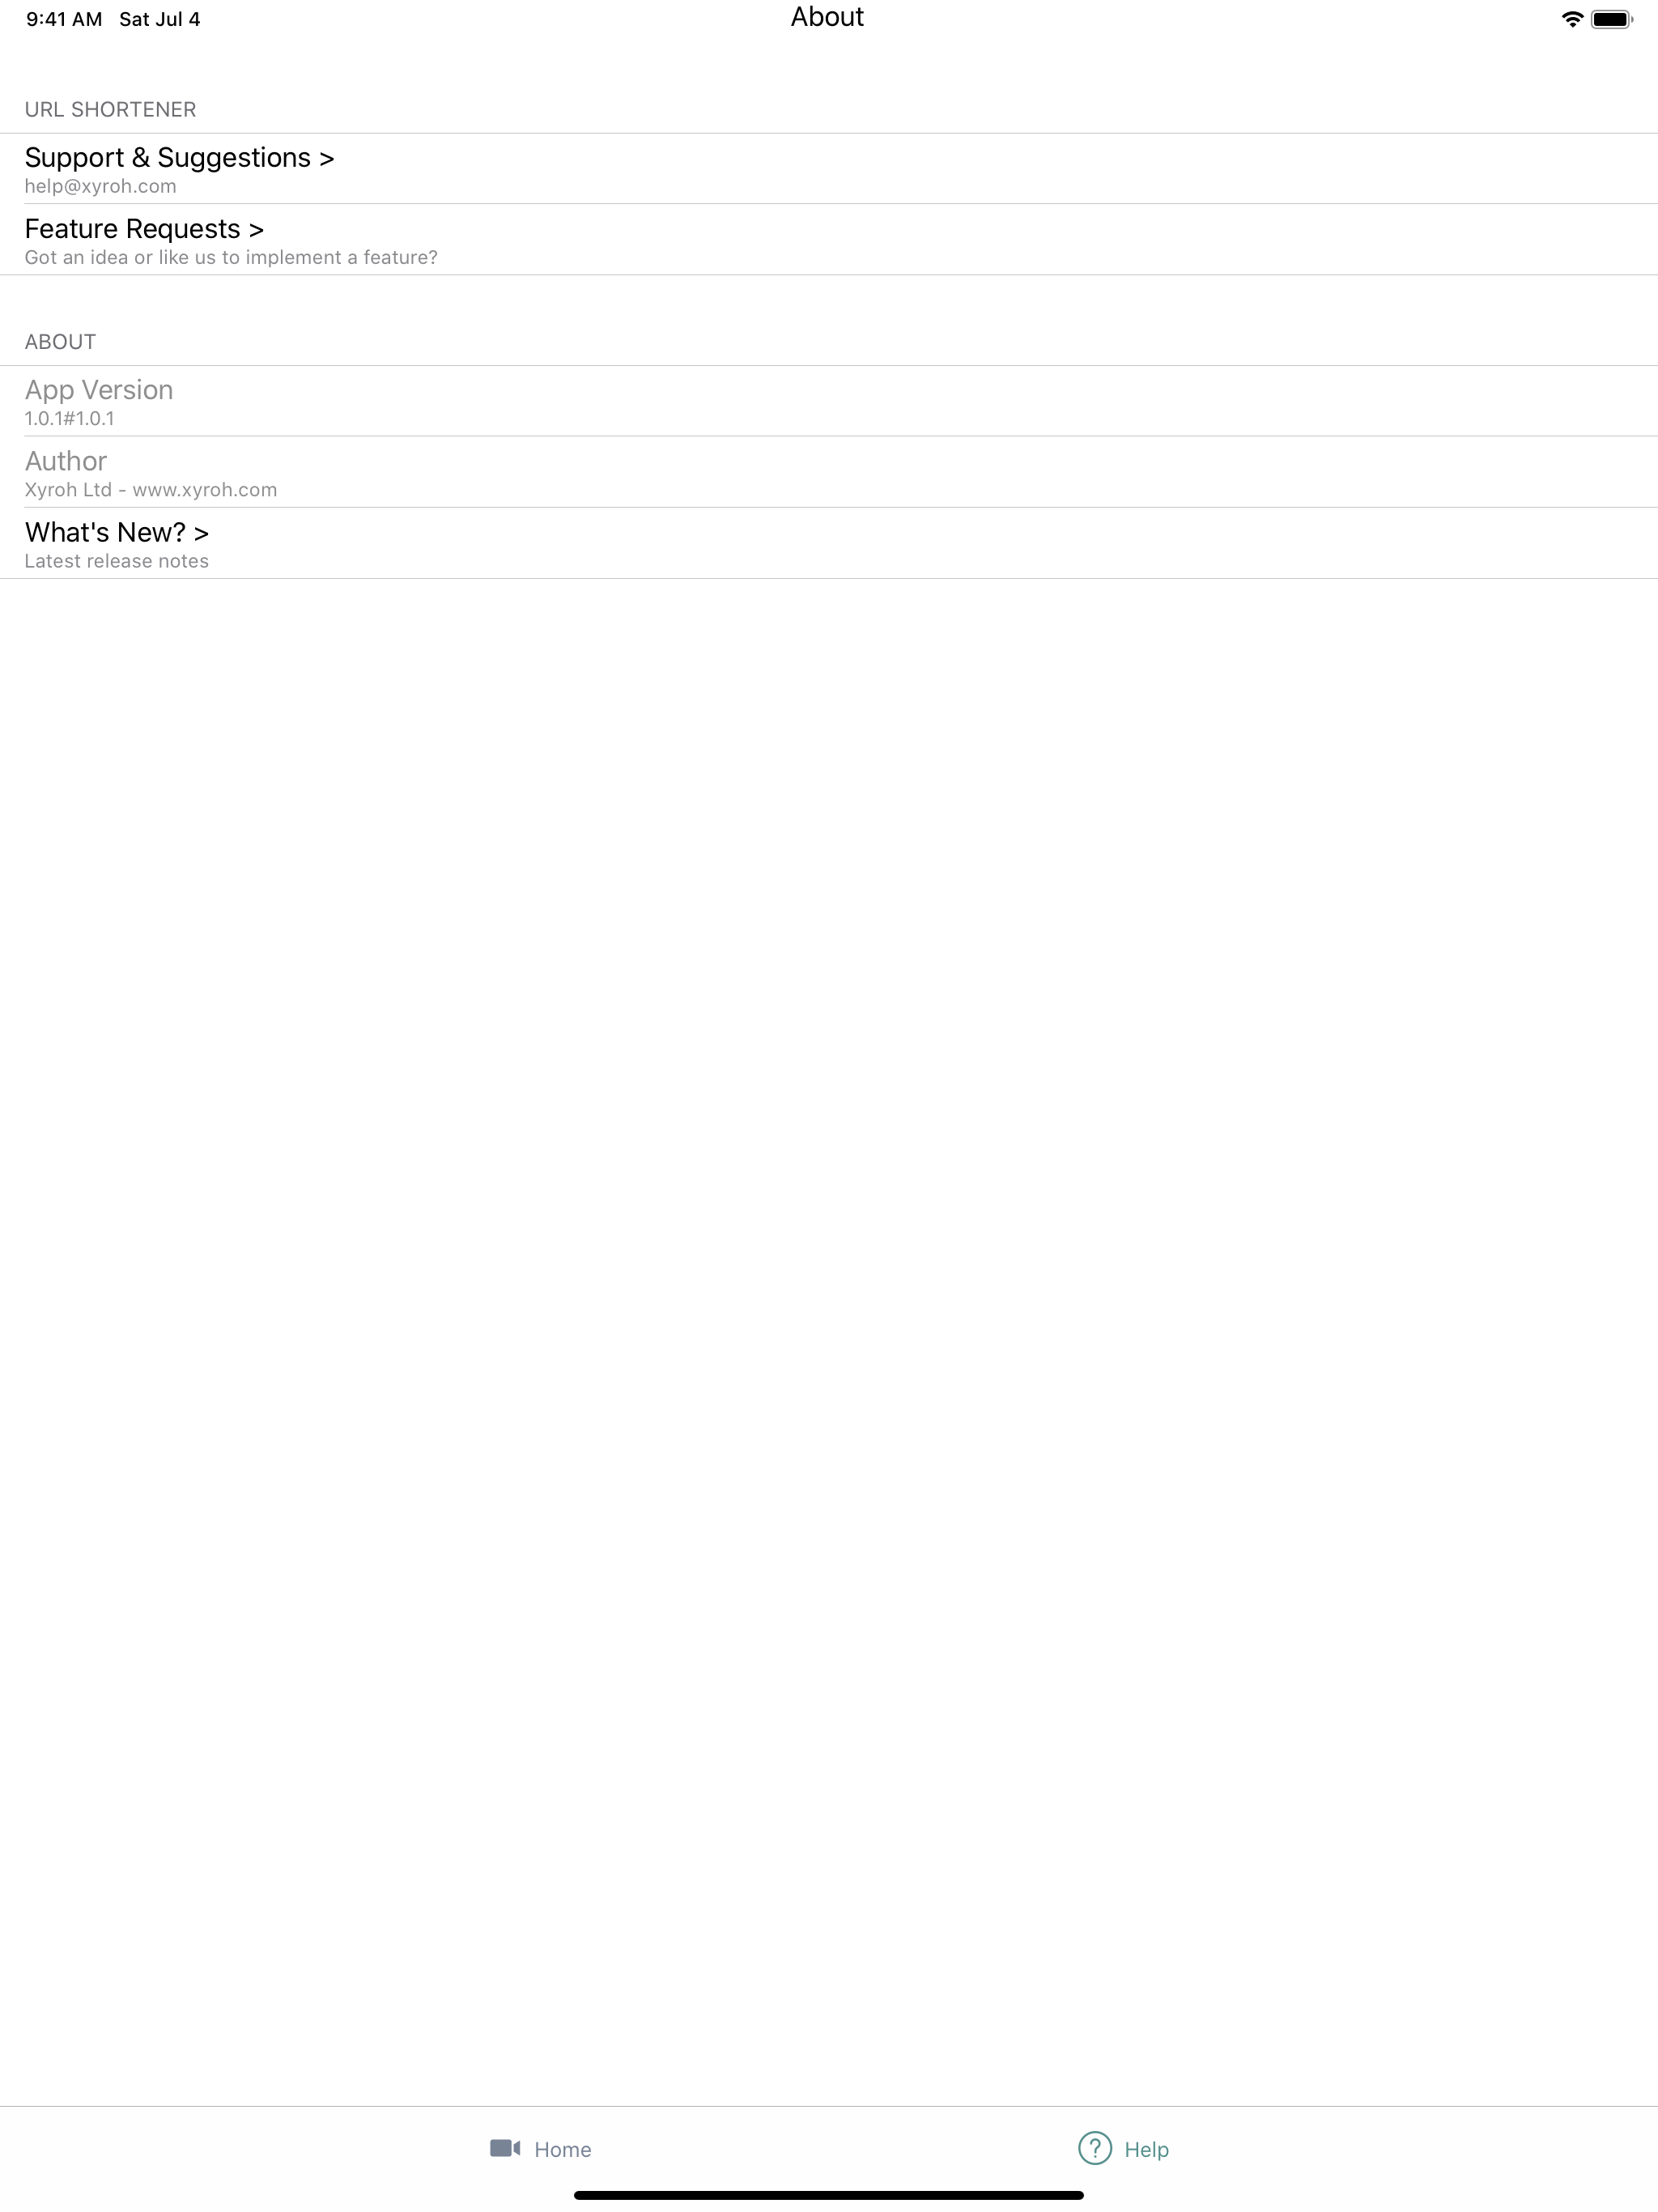 9:41 AM Sat Jul 4
About
URL SHORTENER
Support & Suggestions >
help@xyroh.com
Feature Requests >
Got an idea or like us to implement a feature?
ABOUT
App Version
1.0.1#1.0.1
Author
Xyroh Ltd - www.xyroh.com
What's New? >
Latest release notes
Home
? Help